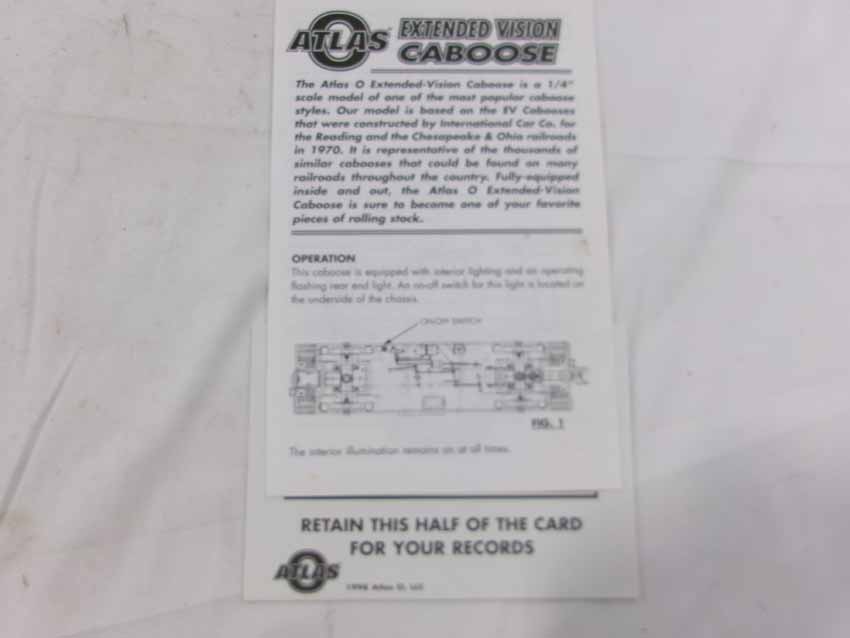 ATLAS O EXTENDED VISION
CABOOSE
The Atlas O Extended-Vision Caboose is a 1/4"
scale model of one of the most popular caboose
styles. Our model is based on the EV Cabooses
that were constructed by International Car Co. for
the Reading and the Chesapeake & Ohio railroads
in 1970. It is representative of the thousands of
similar cabooses that could be found on many
railroads throughout the country. Fully equipped
inside and out, the Atlas O Extended-Vision
Caboose is sure to become one of your favorite
pieces of rolling stock.
OPERATION
This caboose is equipped with interior lighting and an operating
flashing rear end light. An on-off switch for this light is located on
the underside of the chassis.
ON-OFF SWITCH
FIG. 1
The interior illumination remains on at all times.
RETAIN THIS HALF OF THE CARD
FOR YOUR RECORDS
ATLAS O
1998 Atlas O, LLC